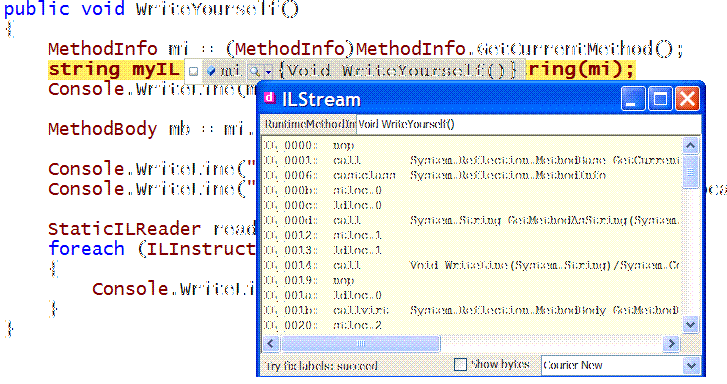 public void WriteYourself()
{
MethodInfo mi = (MethodInfo)MethodInfo.GetCurrentMethod();
string myIL mi {Void WriteYourself()} ring(mi);
Console.WriteLine(m
ILStream
MethodBody mb = mi.
RuntimeMethodIn Void WriteYourself()
IL_0000: nop
IL_0001: call System.Reflection.MethodBase GetCurrent
Console.WriteLine("
IL_0006: castclass System.Reflection.MethodInfo
Console.WriteLine("
IL_000b: stloc.0
IL_000c: ldloc.0
StaticILReader read
IL_000d: call System.String GetMethodAsString(System.
foreach (ILInstruct
IL_0012: stloc.1
IL_0013: ldloc.1
{
IL_0014: call Void WriteLine(System.String)/System.Co
Console.WriteLi
IL_0019: nop
}
IL_001a: ldloc.0
IL_001b: callvirt System.Reflection.MethodBody GetMethod
}
IL_0020: stloc.2
Try fix labels: succeed Show bytes Courier New